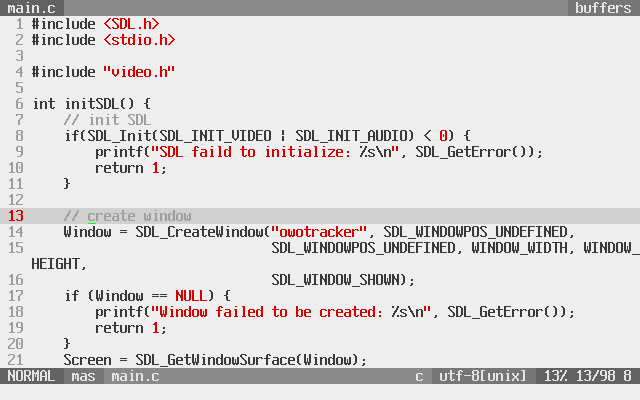 main.c buffers
1 #include <SDL.h>
2 #include <stdio.h>
3
4 #include "video.h"
5
6 int initSDL() {
7     // init SDL
8     if(SDL_Init(SDL_INIT_VIDEO | SDL_INIT_AUDIO) < 0) {
9         printf("SDL faild to initialize: %s\n", SDL_GetError());
10         return 1;
11     }
12
13     // create window
14     Window = SDL_CreateWindow("owotracker", SDL_WINDOWPOS_UNDEFINED,
15                               SDL_WINDOWPOS_UNDEFINED, WINDOW_WIDTH, WINDOW_
HEIGHT,
16                               SDL_WINDOW_SHOWN);
17     if (Window == NULL) {
18         printf("Window failed to be created: %s\n", SDL_GetError());
19         return 1;
20     }
21     Screen = SDL_GetWindowSurface(Window);
NORMAL mas main.c c utf-8[unix] 13% 13/98 8